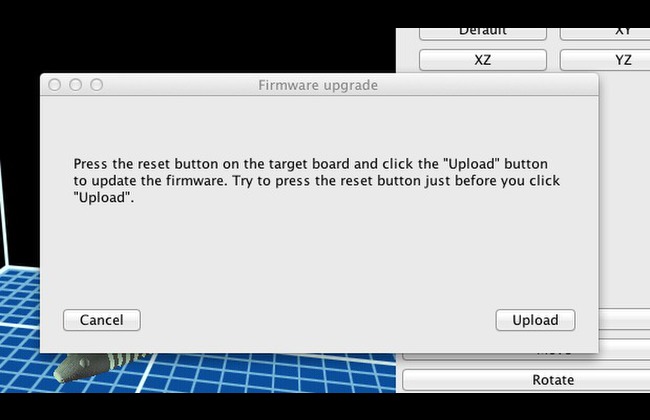 Default
XY
XZ
YZ
Firmware upgrade
Press the reset button on the target board and click the "Upload" button
to update the firmware. Try to press the reset button just before you click
"Upload".
Cancel
Upload
Move
Rotate